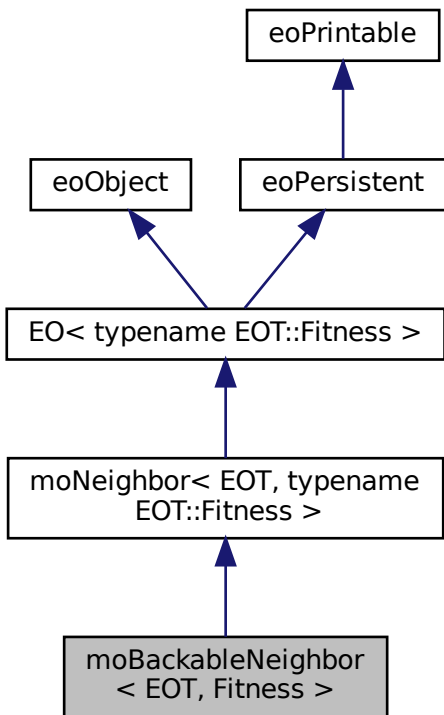 eoPrintable
eoObject
eoPersistent
EO< typename EOT::Fitness >
moNeighbor< EOT, typename
EOT::Fitness >
moBackableNeighbor
< EOT, Fitness >